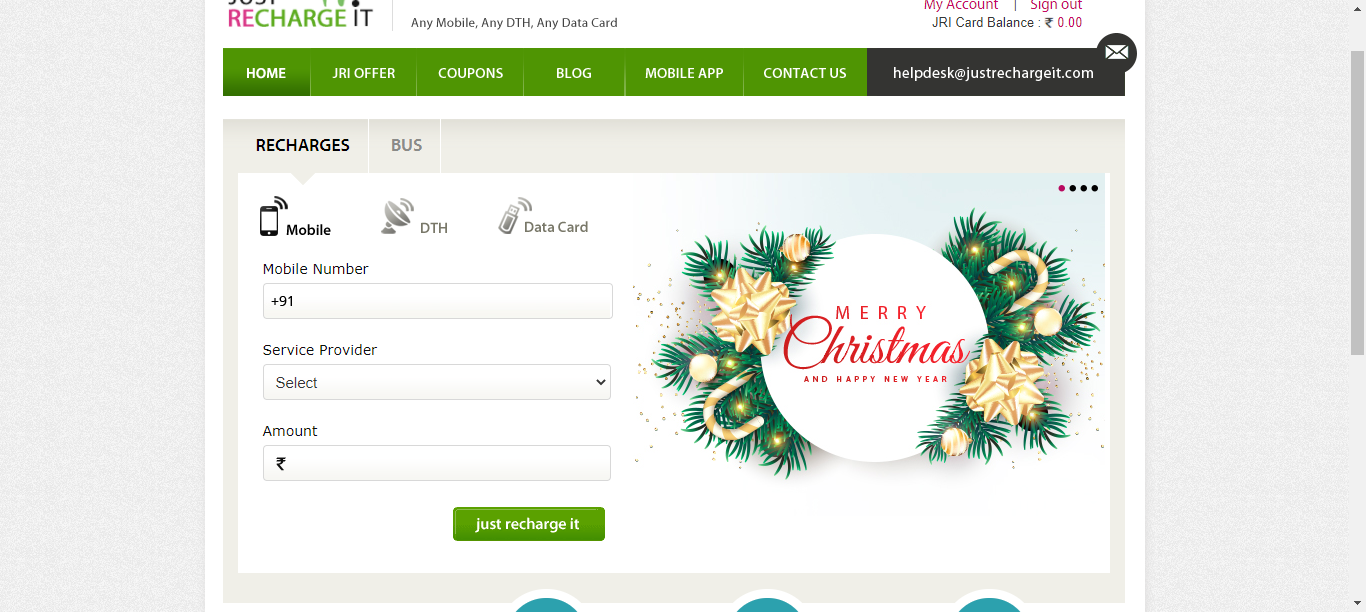 JUST
RECHARGE IT
Any Mobile, Any DTH, Any Data Card
My Account | Sign out
JRI Card Balance : ₹ 0.00
HOME JRI OFFER COUPONS BLOG MOBILE APP CONTACT US helpdesk@justrechargeit.com
RECHARGES BUS
Mobile DTH Data Card
Mobile Number
+91
Service Provider
Select
Amount
₹
just recharge it
MERRY
Christmas
AND HAPPY NEW YEAR